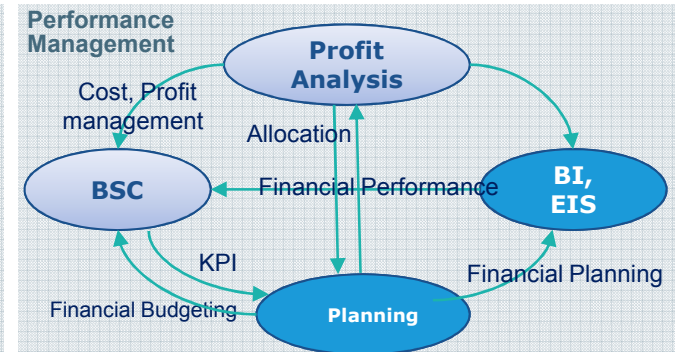 Performance
Management
Profit
Analysis
Cost, Profit
management
Allocation
BSC
Financial Performance
BI,
EIS
KPI
Financial Planning
Financial Budgeting
Planning